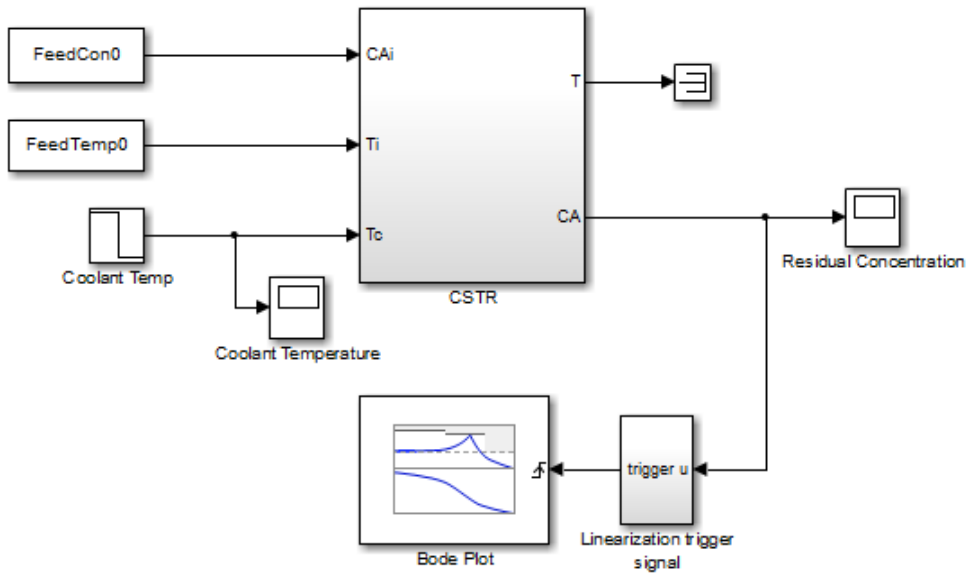 FeedCon0
CAi
T
FeedTemp0
Ti
Tc
CA
Coolant Temp
CSTR
Residual Concentration
Coolant Temperature
trigger u
Bode Plot
Linearization trigger
signal